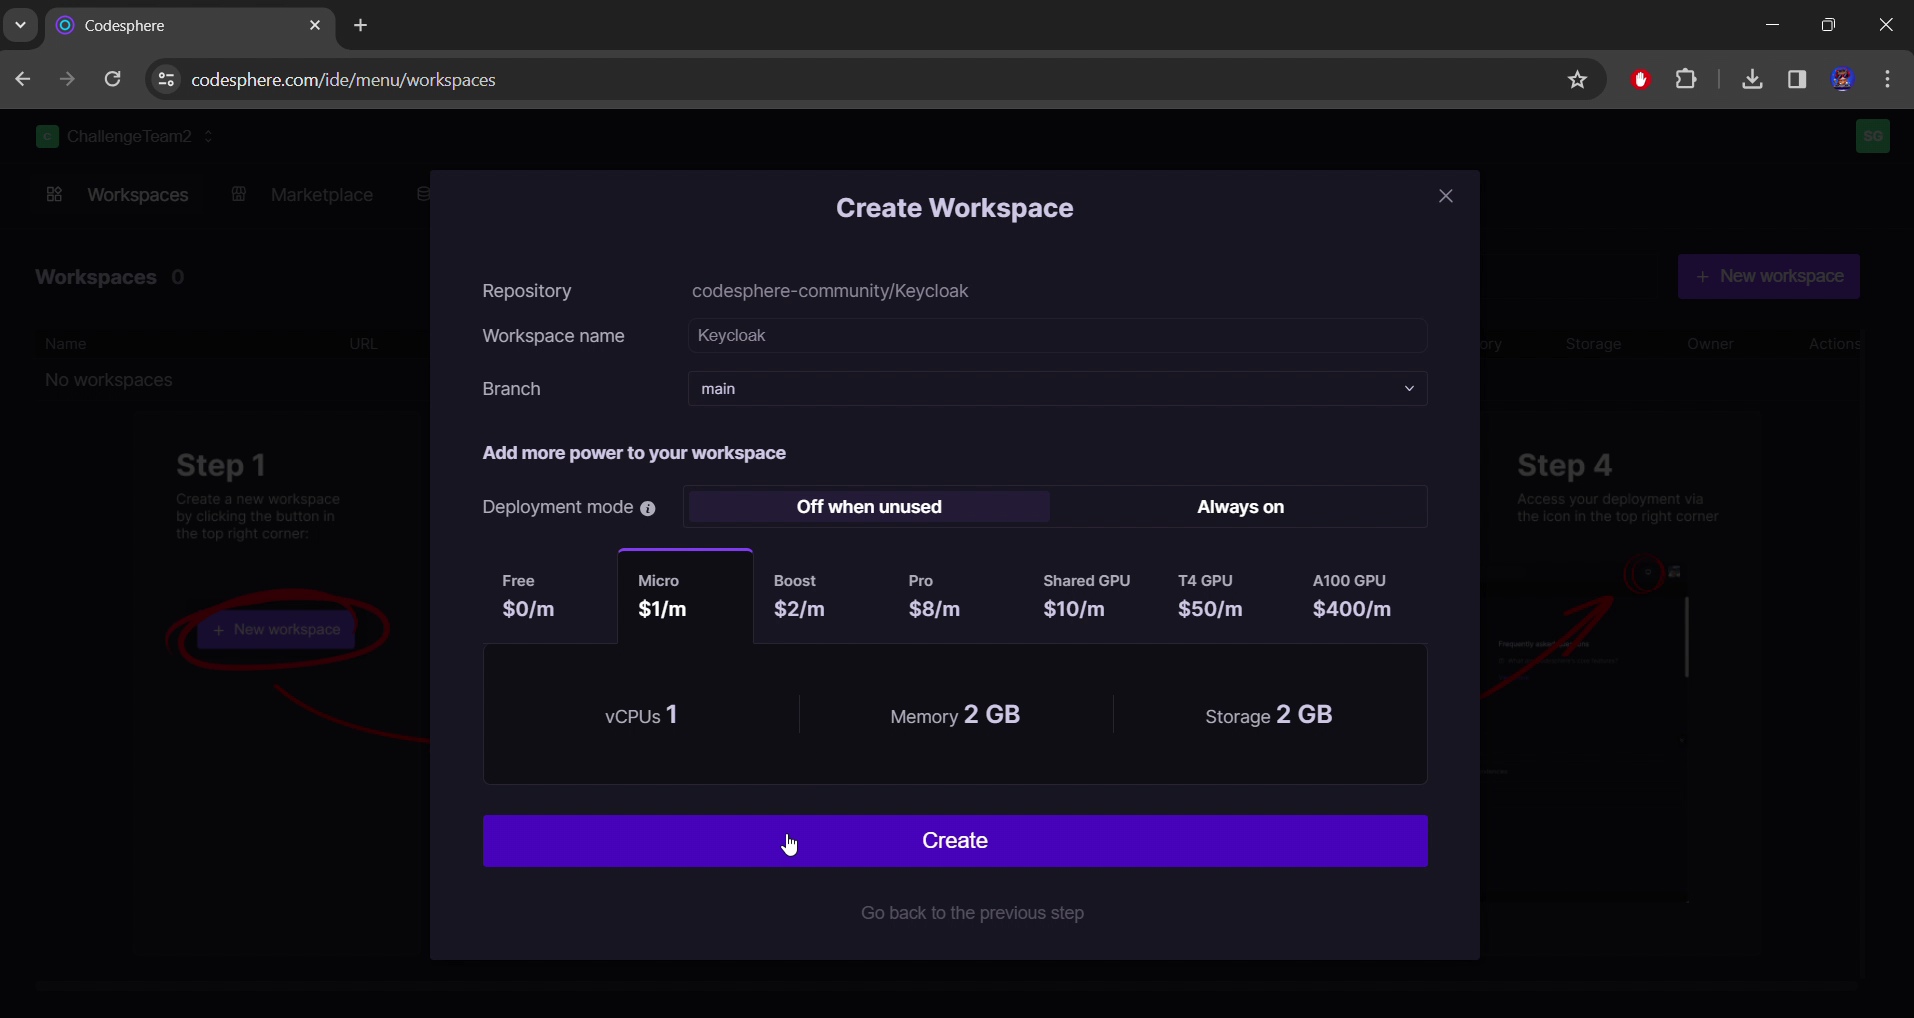 Codesphere
codesphere.com/ide/menu/workspaces
C ChallengeTeam2
SG
Workspaces
Marketplace
Create Workspace
Workspaces 0
+ New workspace
Repository codesphere-community/Keycloak
Workspace name Keycloak
Name URL
ory Storage Owner Actions
No workspaces
Branch main
Add more power to your workspace
Deployment mode Off when unused Always on
Step 1
Create a new workspace
by clicking the button in
the top right corner:
+ New workspace
Step 4
Access your deployment via
the icon in the top right corner
Free Micro Boost Pro Shared GPU T4 GPU A100 GPU
$0/m $1/m $2/m $8/m $10/m $50/m $400/m
vCPUs 1 Memory 2 GB Storage 2 GB
Create
Go back to the previous step